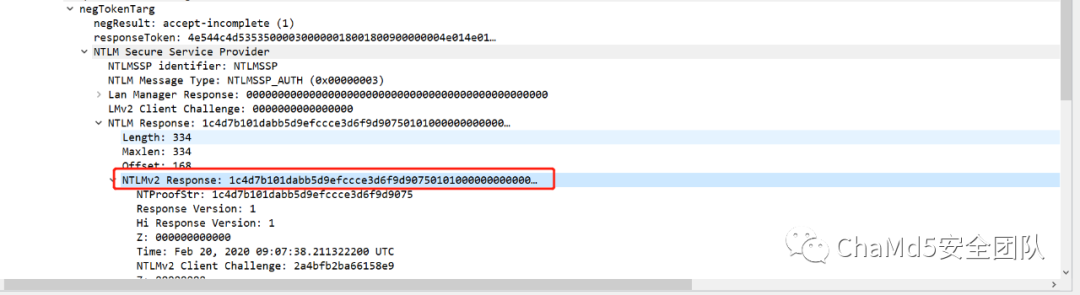 negTokenTarg
negResult: accept-incomplete (1)
responseToken: 4e544c4d535350000300000018001800900000004e014e01…
NTLM Secure Service Provider
NTLMSSP identifier: NTLMSSP
NTLM Message Type: NTLMSSP_AUTH (0x00000003)
Lan Manager Response: 000000000000000000000000000000000000000000000000
LMv2 Client Challenge: 0000000000000000
NTLM Response: 1c4d7b101dabb5d9efccce3d6f9d90750101000000000000…
Length: 334
Maxlen: 334
Offset: 168
NTLMv2 Response: 1c4d7b101dabb5d9efccce3d6f9d90750101000000000000…
NTProofStr: 1c4d7b101dabb5d9efccce3d6f9d9075
Response Version: 1
Hi Response Version: 1
Z: 000000000000
Time: Feb 20, 2020 09:07:38.211322200 UTC
NTLMv2 Client Challenge: 2a4bfb2ba66158e9
ChaMd5安全团队